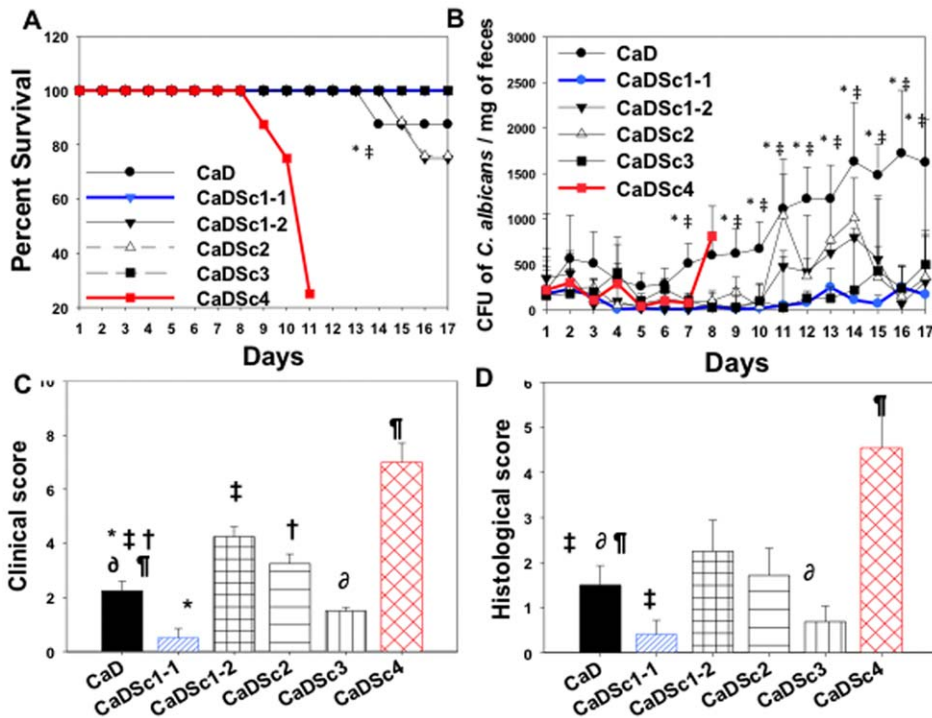 A
Percent Survival
120
100
80
60
40
20
* ‡
CaD
CaDSc1-1
CaDSc1-2
CaDSc2
CaDSc3
CaDSc4
1 2 3 4 5 6 7 8 9 10 11 12 13 14 15 16 17
Days
B
CFU of C. albicans / mg of feces
3000
2500
2000
1500
1000
500
0
CaD
CaDSc1-1
CaDSc1-2
CaDSc2
CaDSc3
CaDSc4
* ‡
* ‡
* ‡
* ‡
* ‡
* ‡
* ‡
* ‡
* ‡
* ‡
1 2 3 4 5 6 7 8 9 10 11 12 13 14 15 16 17
Days
C
Clinical score
8
6
4
2
0
* ‡ †
∂ ¶
*
‡
†
∂
¶
CaD
CaDSc1-1
CaDSc1-2
CaDSc2
CaDSc3
CaDSc4
D
Histological score
6
5
4
3
2
1
0
‡ ∂ ¶
‡
∂
¶
CaD
CaDSc1-1
CaDSc1-2
CaDSc2
CaDSc3
CaDSc4